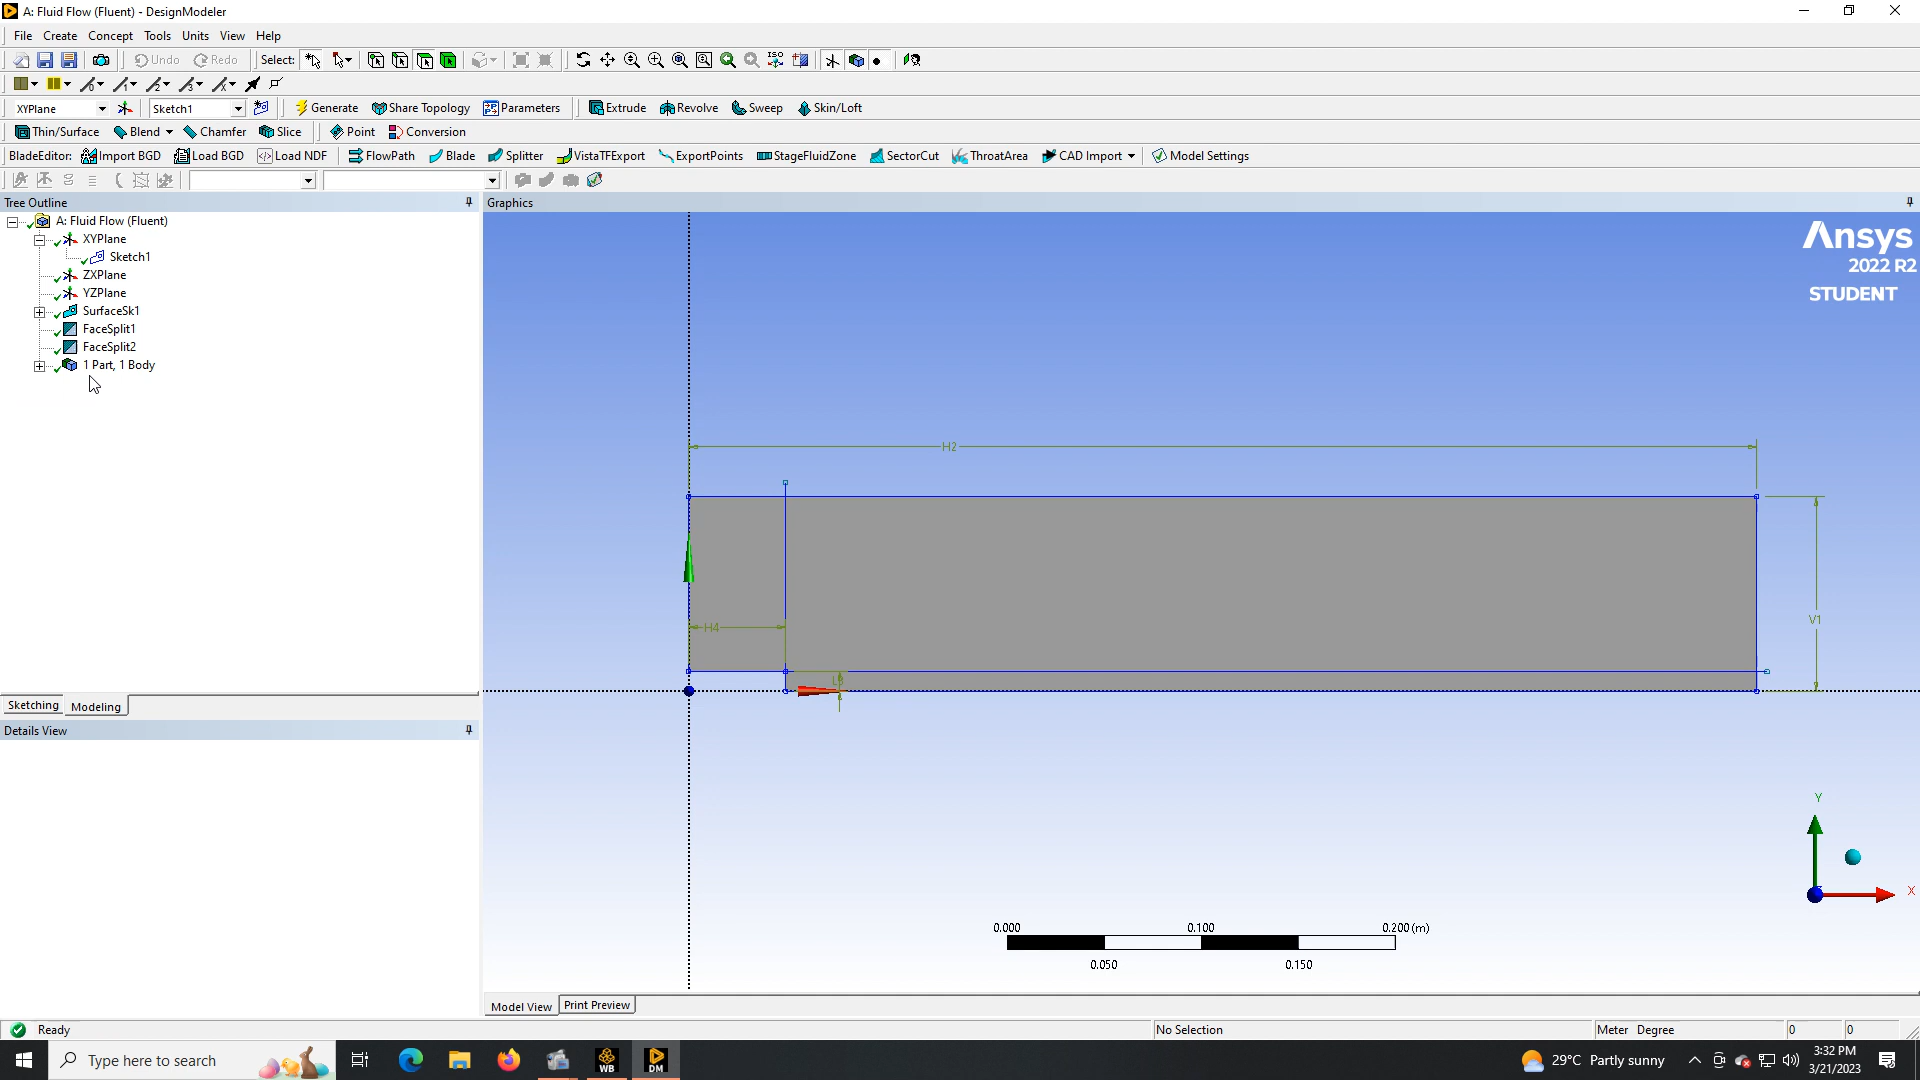 A: Fluid Flow (Fluent) - DesignModeler
File Create Concept Tools Units View Help
Undo Redo Select: ISO
XYPlane Sketch1 Generate Share Topology Parameters Extrude Revolve Sweep Skin/Loft
Thin/Surface Blend Chamfer Slice Point Conversion
BladeEditor: Import BGD Load BGD Load NDF FlowPath Blade Splitter VistaTFExport ExportPoints StageFluidZone SectorCut ThroatArea CAD Import Model Settings
Tree Outline
A: Fluid Flow (Fluent)
XYPlane
Sketch1
ZXPlane
YZPlane
SurfaceSk1
FaceSplit1
FaceSplit2
1 Part, 1 Body
Sketching Modeling
Details View
Graphics
Ansys
2022 R2
STUDENT
H2
V1
H4
Y
X
0.000 0.100 0.200 (m)
0.050 0.150
Model View Print Preview
Ready No Selection Meter Degree 0 0
Type here to search WB DM 29°C Partly sunny 3:32 PM
3/21/2023